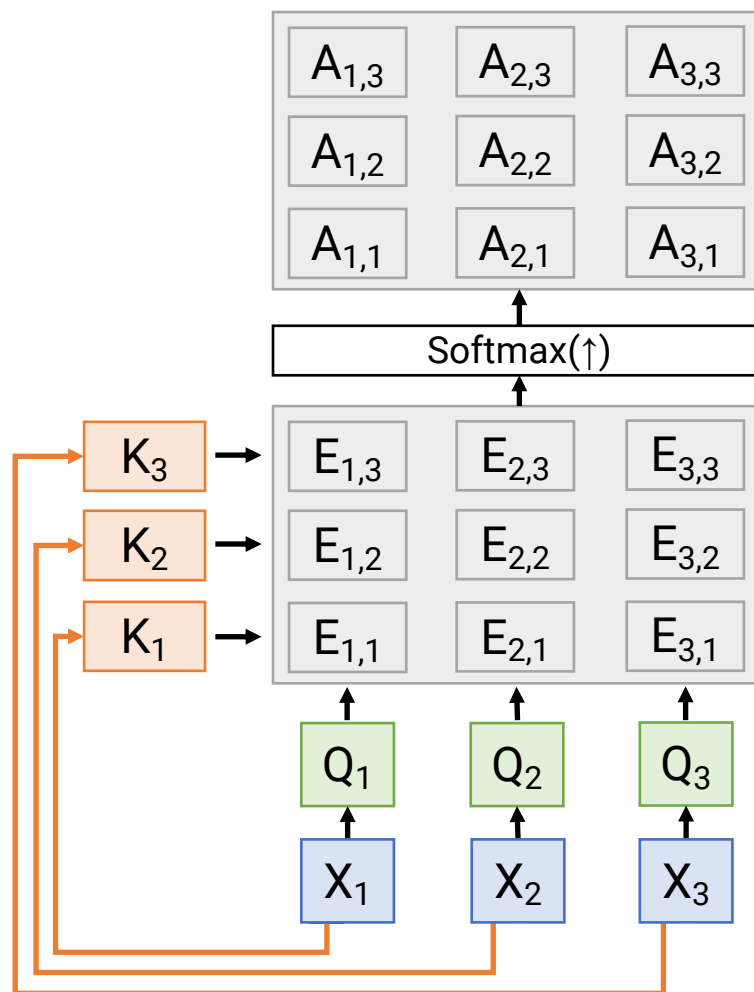 A₁,₃ A₂,₃ A₃,₃
A₁,₂ A₂,₂ A₃,₂
A₁,₁ A₂,₁ A₃,₁
Softmax(↑)
K₃ E₁,₃ E₂,₃ E₃,₃
K₂ E₁,₂ E₂,₂ E₃,₂
K₁ E₁,₁ E₂,₁ E₃,₁
Q₁ Q₂ Q₃
X₁ X₂ X₃